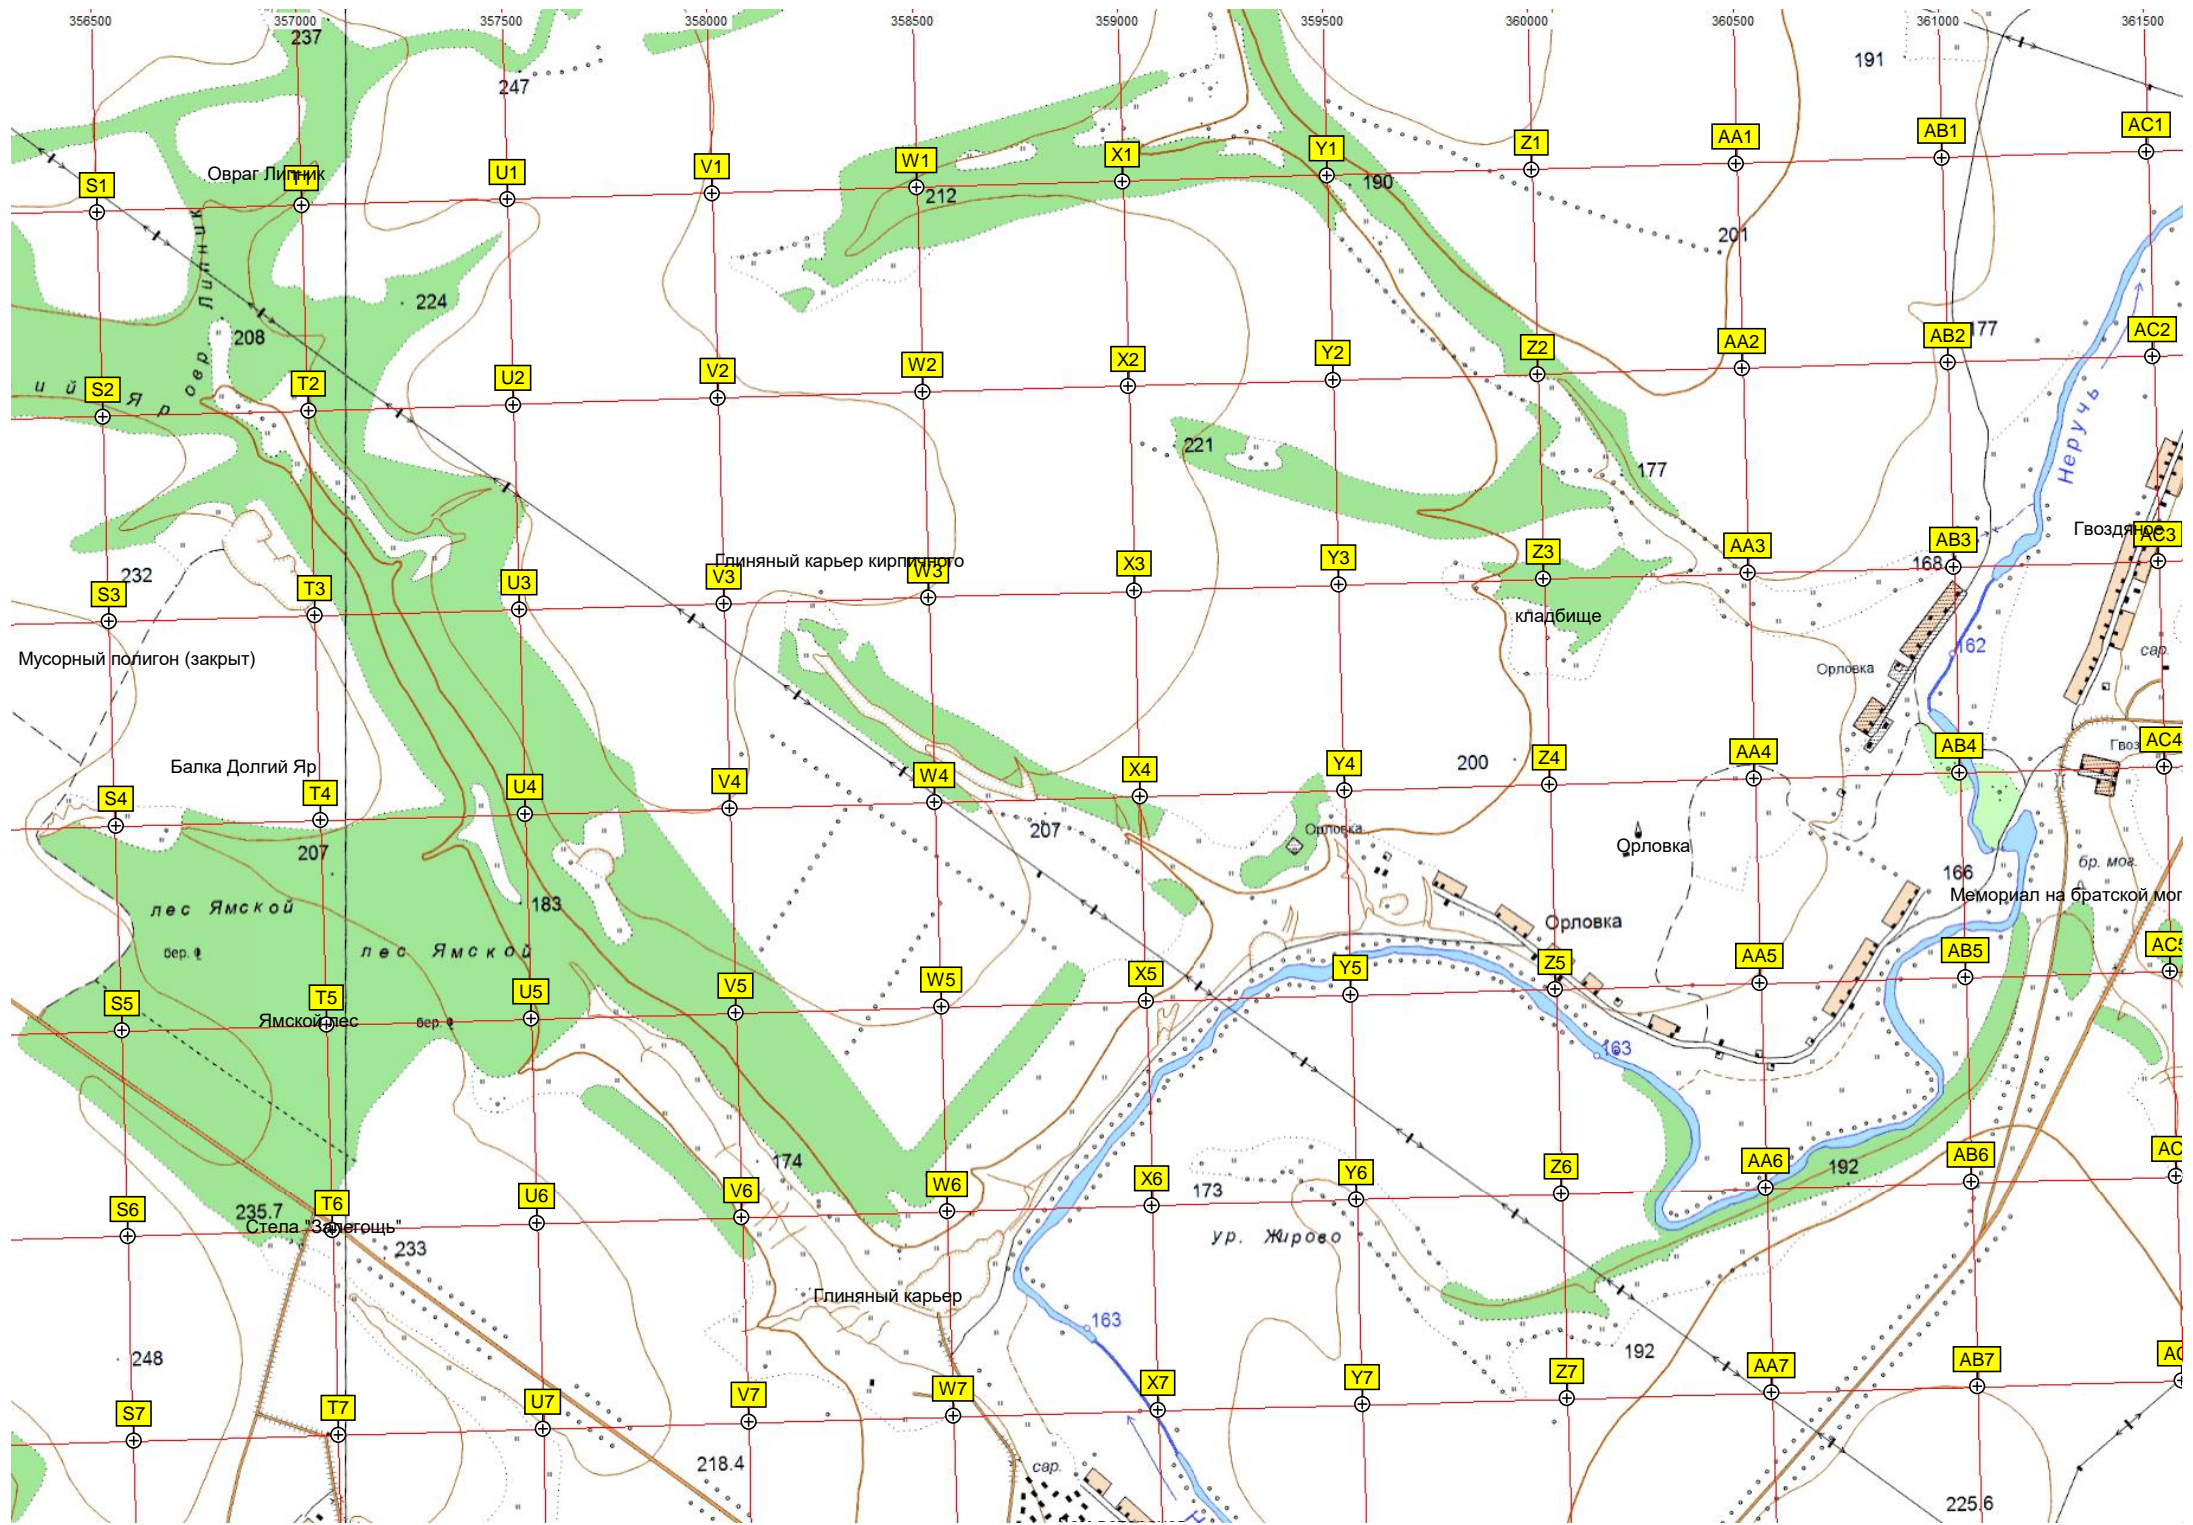 356500 357000 357500 358000 358500 359000 359500 360000 360500 361000 361500
237
247
191
S1 U1 V1 W1 X1 Y1 Z1 AA1 AB1 AC1
Овраг Липник
212
190
201
Липник
224
208
177
овр
ий Яр
S2 T2 U2 V2 W2 X2 Y2 Z2 AA2 AB2 AC2
Неручь
221
177
232
Глиняный карьер кирпичного
Гвоздяное
168
S3 T3 U3 V3 W3 X3 Y3 Z3 AA3 AB3 AC3
кладбище
162
сар.
Мусорный полигон (закрыт)
Орловка
Балка Долгий Яр
200
Гвоз
S4 T4 U4 V4 W4 X4 Y4 Z4 AA4 AB4 AC4
207
207
Орловка
Орловка
166
бр. мог.
Мемориал на братской мог
лес Ямской
183
Орловка
бер.
лес Ямской
S5 T5 U5 V5 W5 X5 Y5 Z5 AA5 AB5 AC5
Ямской лес
бер.
163
174
173
192
S6 T6 U6 V6 W6 X6 Y6 Z6 AA6 AB6 AC
235.7
Стела "Залегощь"
233
ур. Жирово
Глиняный карьер
163
192
248
S7 T7 U7 V7 W7 X7 Y7 Z7 AA7 AB7
218.4
сар.
225.6